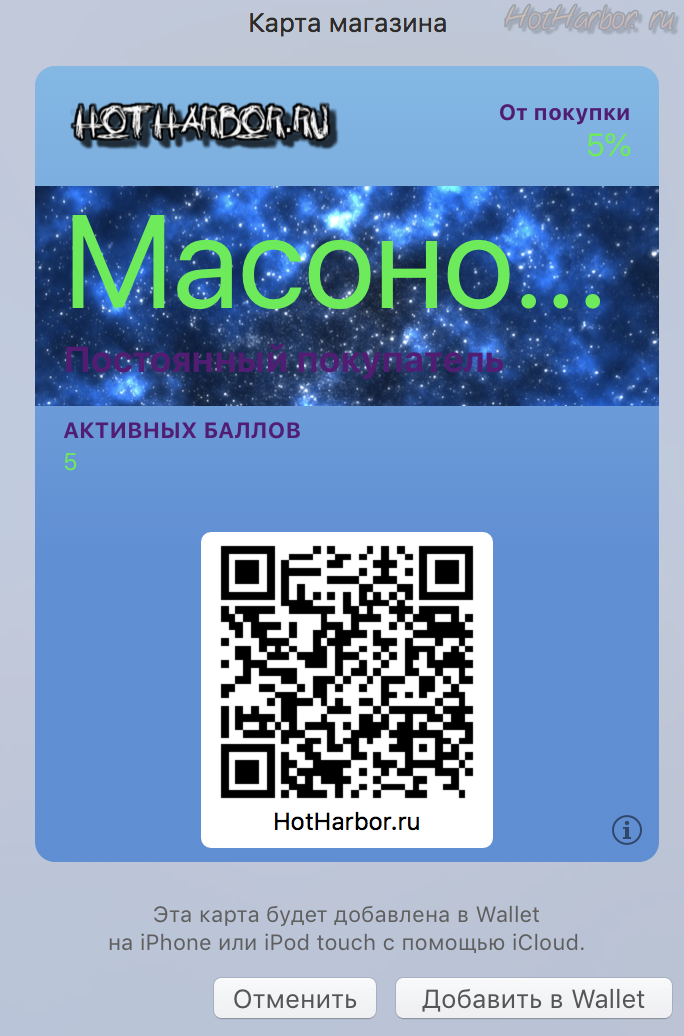 Карта магазина
HotHarbor ru
HOTHARBOR.RU
От покупки
5%
Масоно...
Постоянный покупатель
АКТИВНЫХ БАЛЛОВ
5
HotHarbor.ru
Эта карта будет добавлена в Wallet
на iPhone или iPod touch с помощью iCloud.
Отменить
Добавить в Wallet